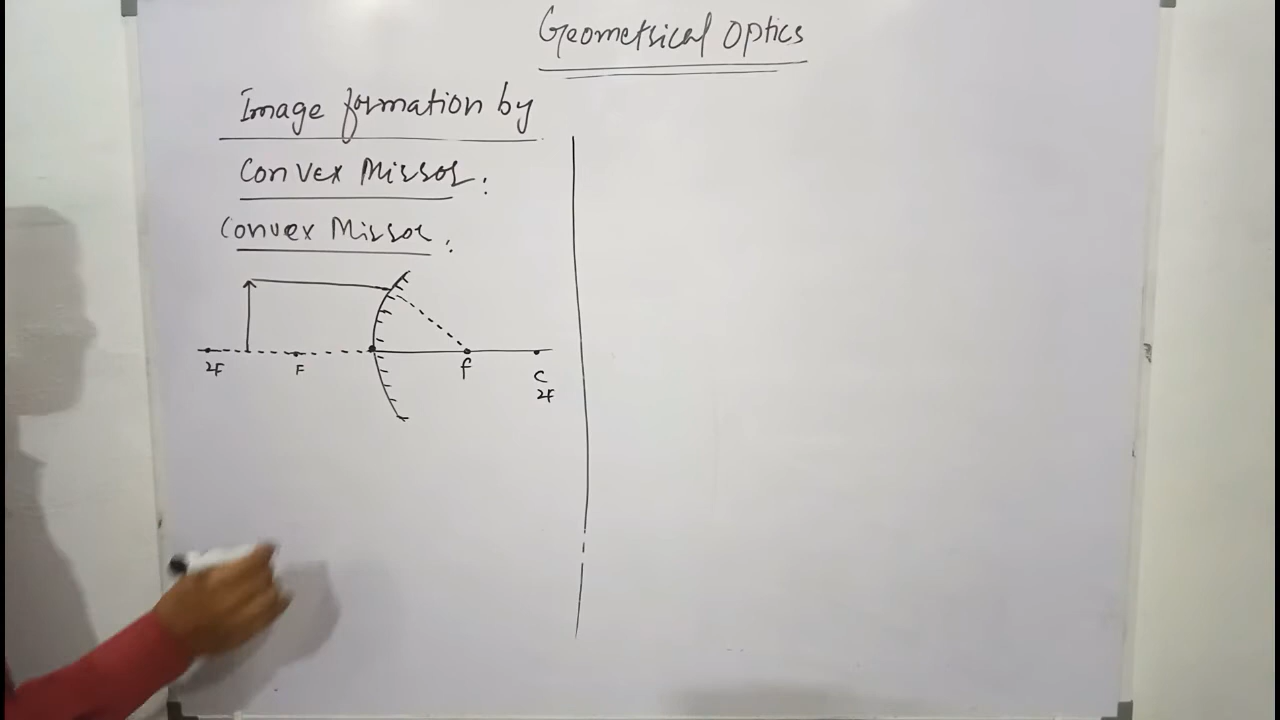 Geometrical Optics
Image formation by
Convex Mirror.
Convex Mirror.
2F F f C
2F